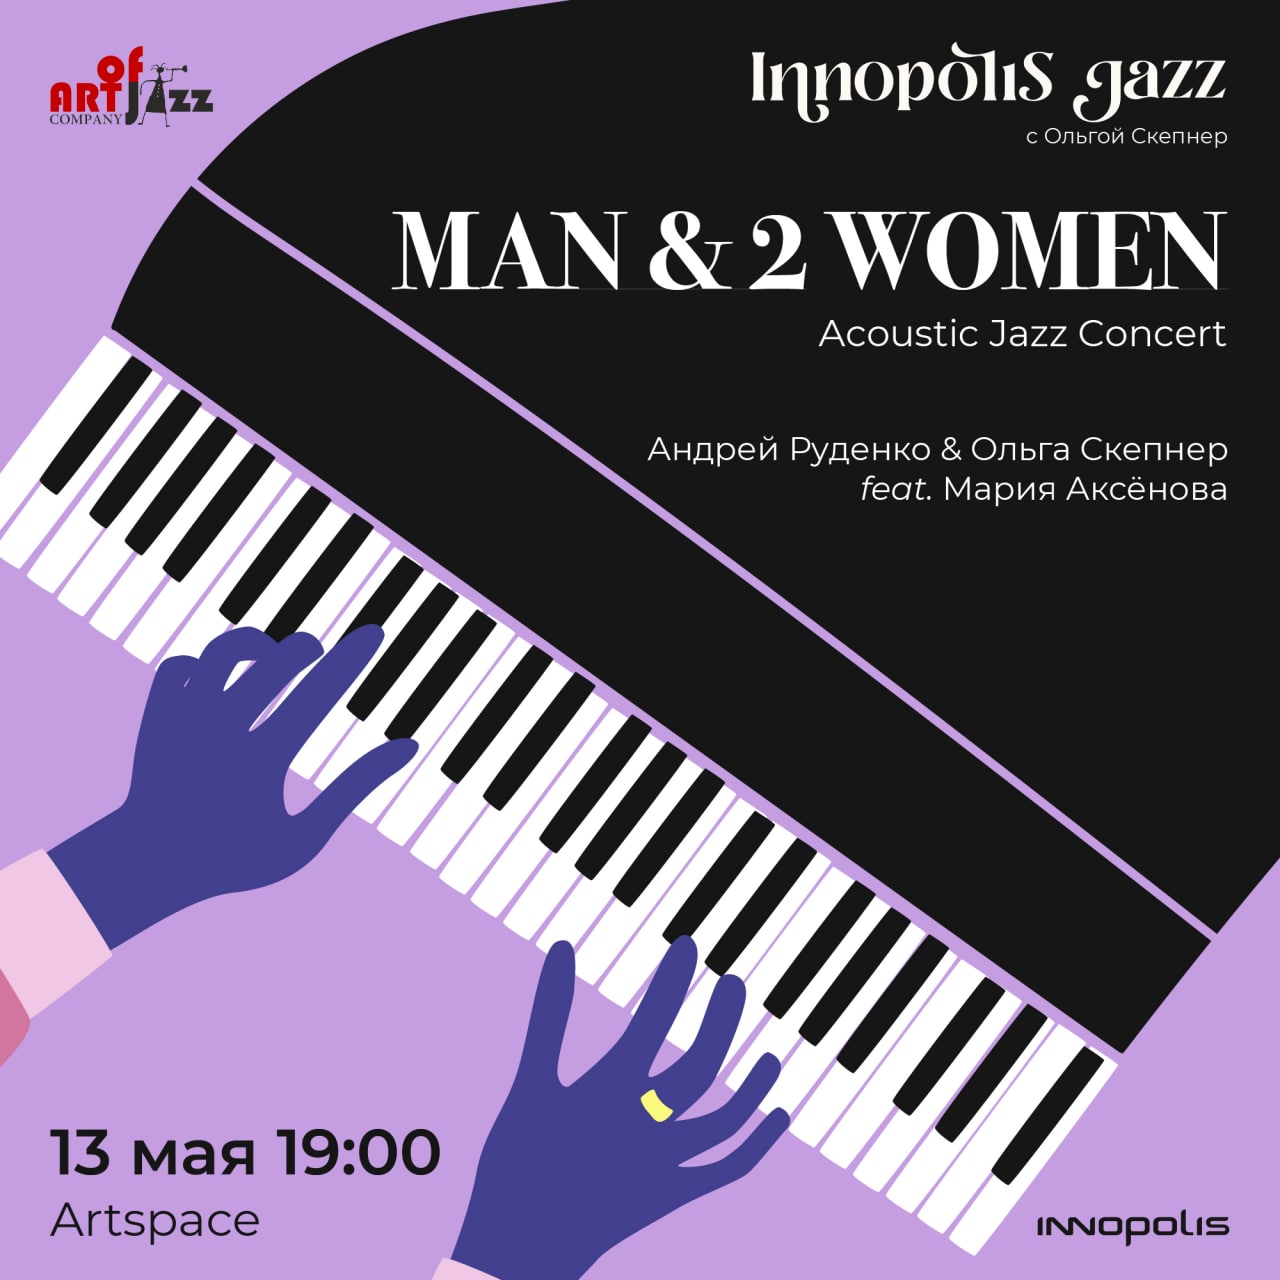 OF
ART JAZZ
COMPANY
Innopolis Jazz
с Ольгой Скепнер
MAN & 2 WOMEN
Acoustic Jazz Concert
Андрей Руденко & Ольга Скепнер
feat. Мария Аксёнова
13 мая 19:00
Artspace
INNOPOLIS